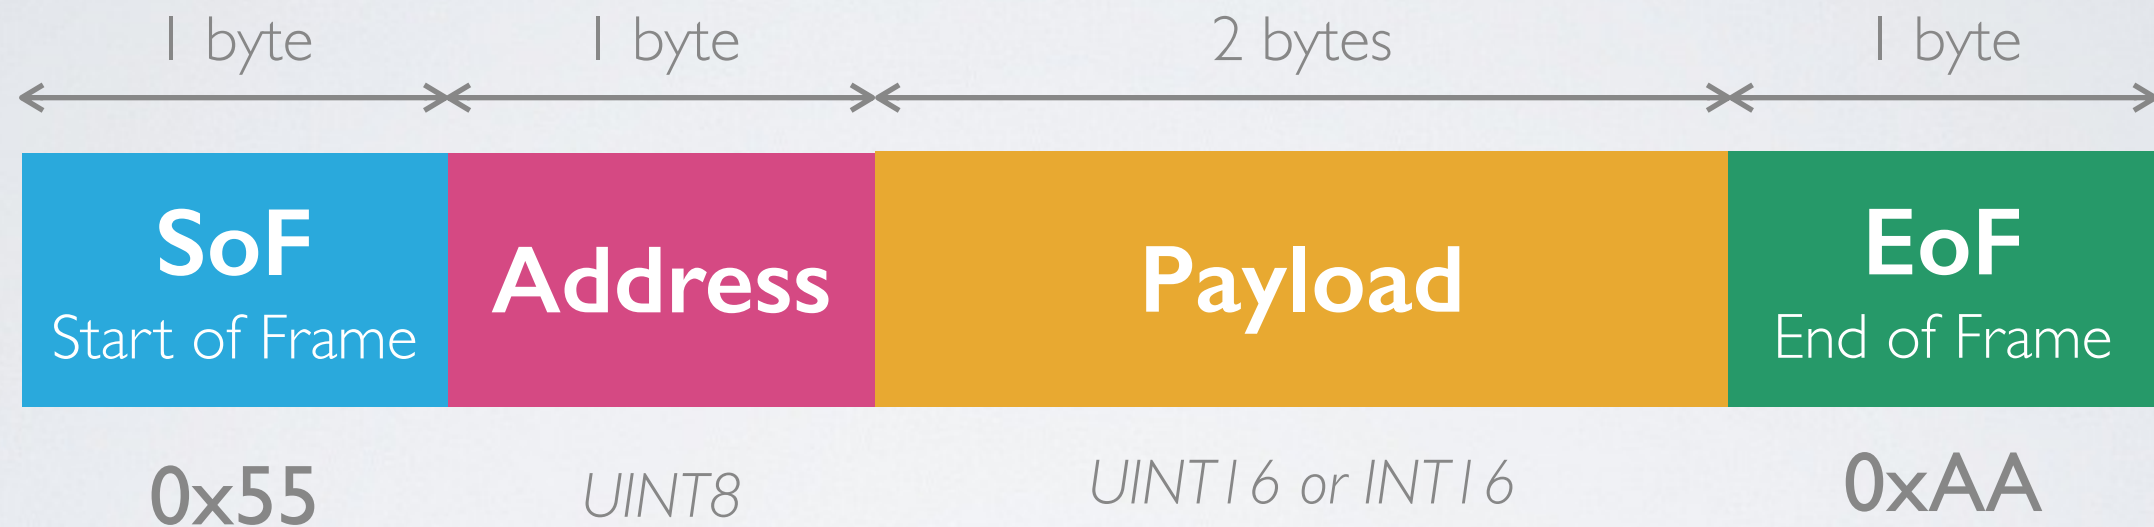 1 byte
1 byte
2 bytes
1 byte
SoF
Start of Frame
Address
Payload
EoF
End of Frame
0x55
UINT8
UINT16 or INT16
0xAA